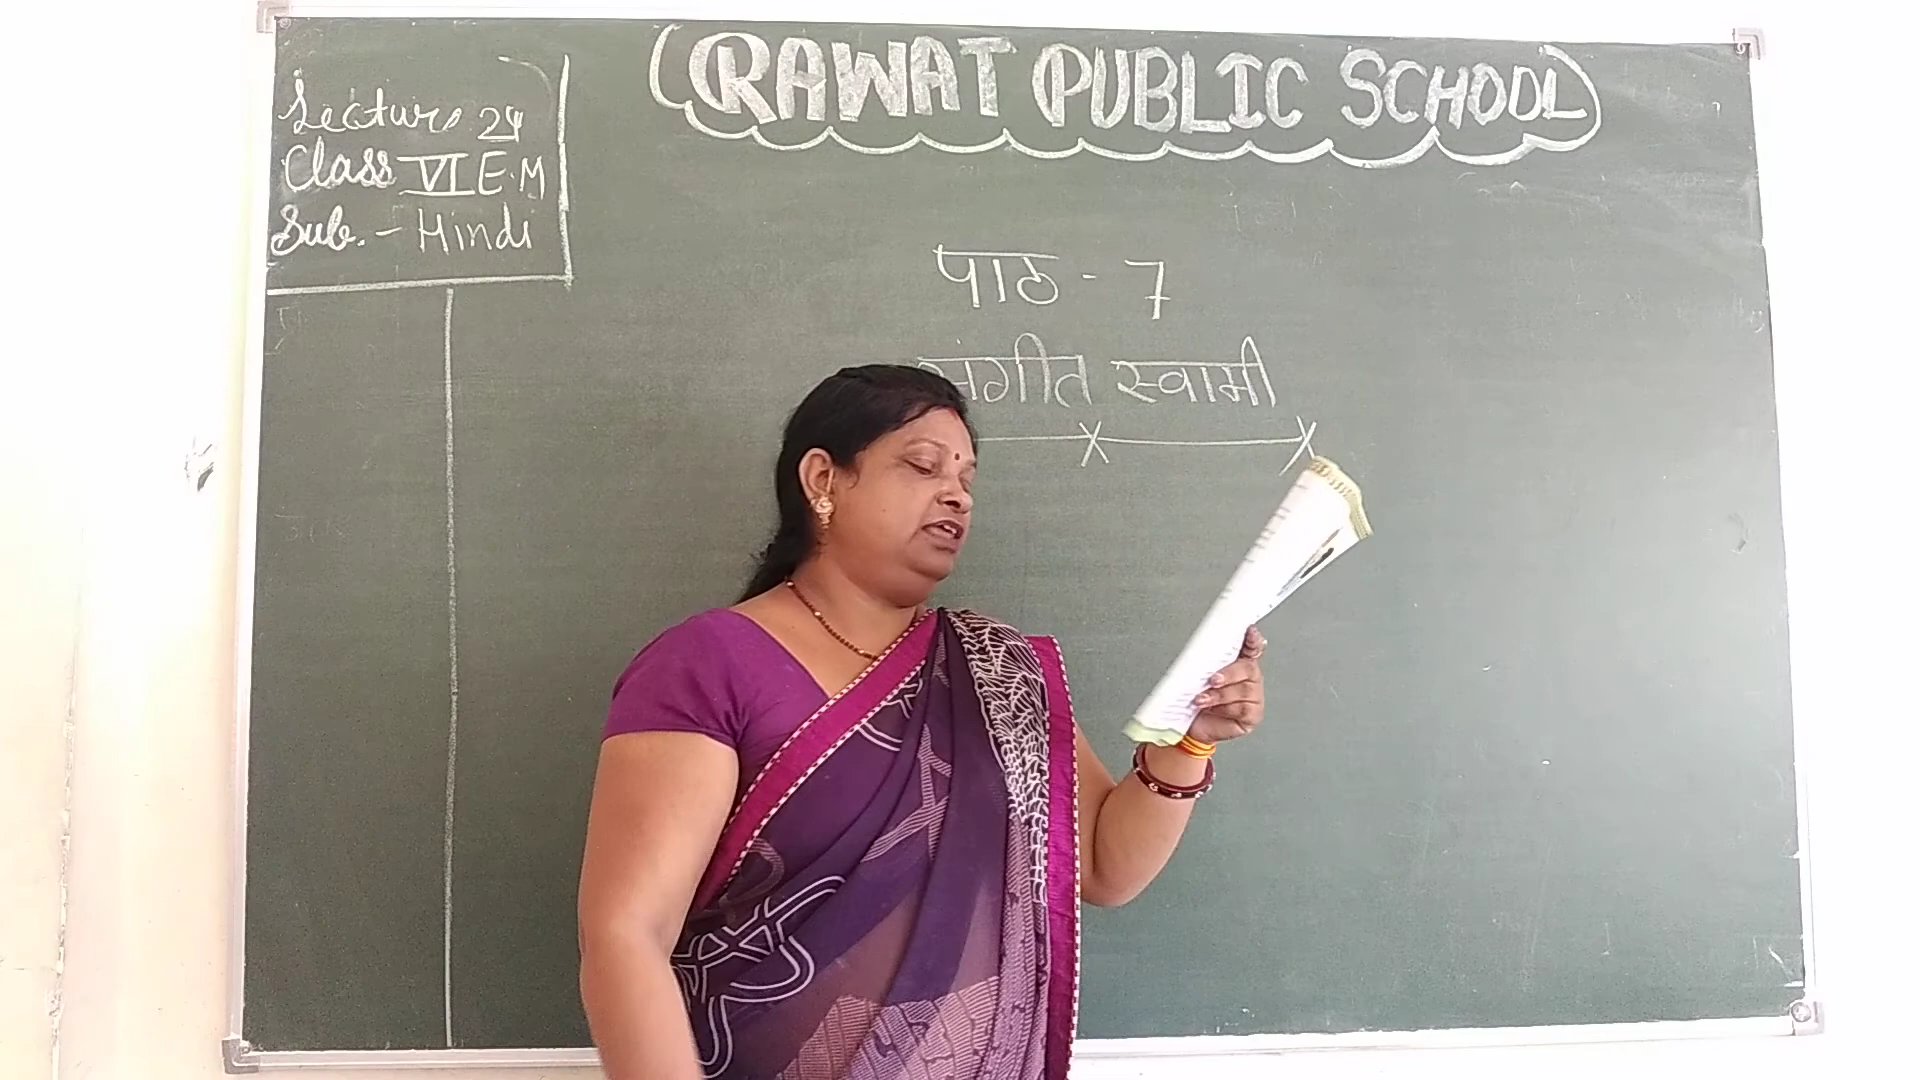 RAWAT PUBLIC SCHOOL
Lecture 24
Class VI E.M
Sub. - Hindi
पाठ - 7
संगीत स्वामी